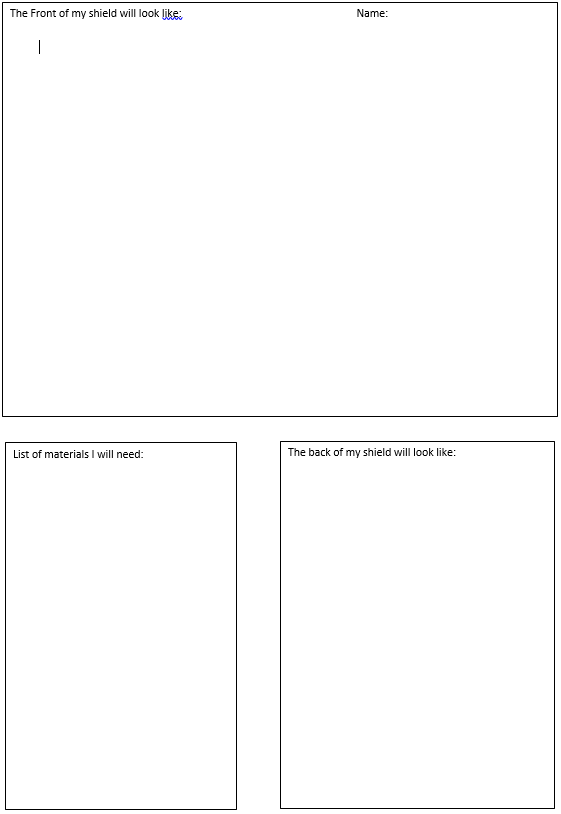 The Front of my shield will look like: Name:
List of materials I will need:
The back of my shield will look like: